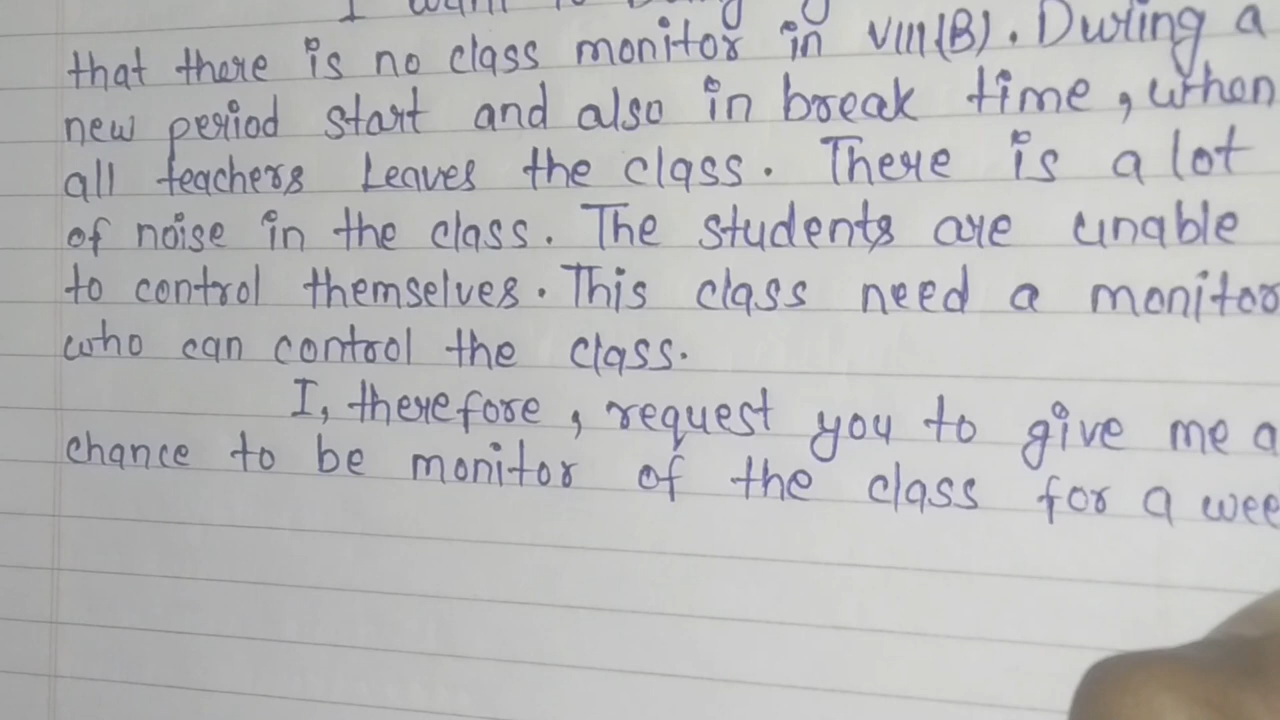 I want to
that there is no class monitor in VIII(B). During a
new period start and also in break time, when
all teachers Leaves the class. There is a lot
of noise in the class. The students are unable
to control themselves. This class need a monitor
who can control the class.
I, therefore, request you to give me a
chance to be monitor of the class for a wee